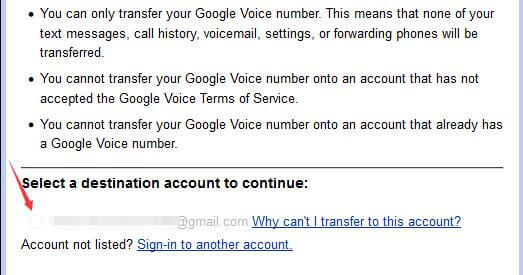 You can only transfer your Google Voice number. This means that none of your
text messages, call history, voicemail, settings, or forwarding phones will be
transferred.
You cannot transfer your Google Voice number onto an account that has not
accepted the Google Voice Terms of Service.
You cannot transfer your Google Voice number onto an account that already has
a Google Voice number.
Select a destination account to continue:
@gmail.com Why can't I transfer to this account?
Account not listed? Sign-in to another account.